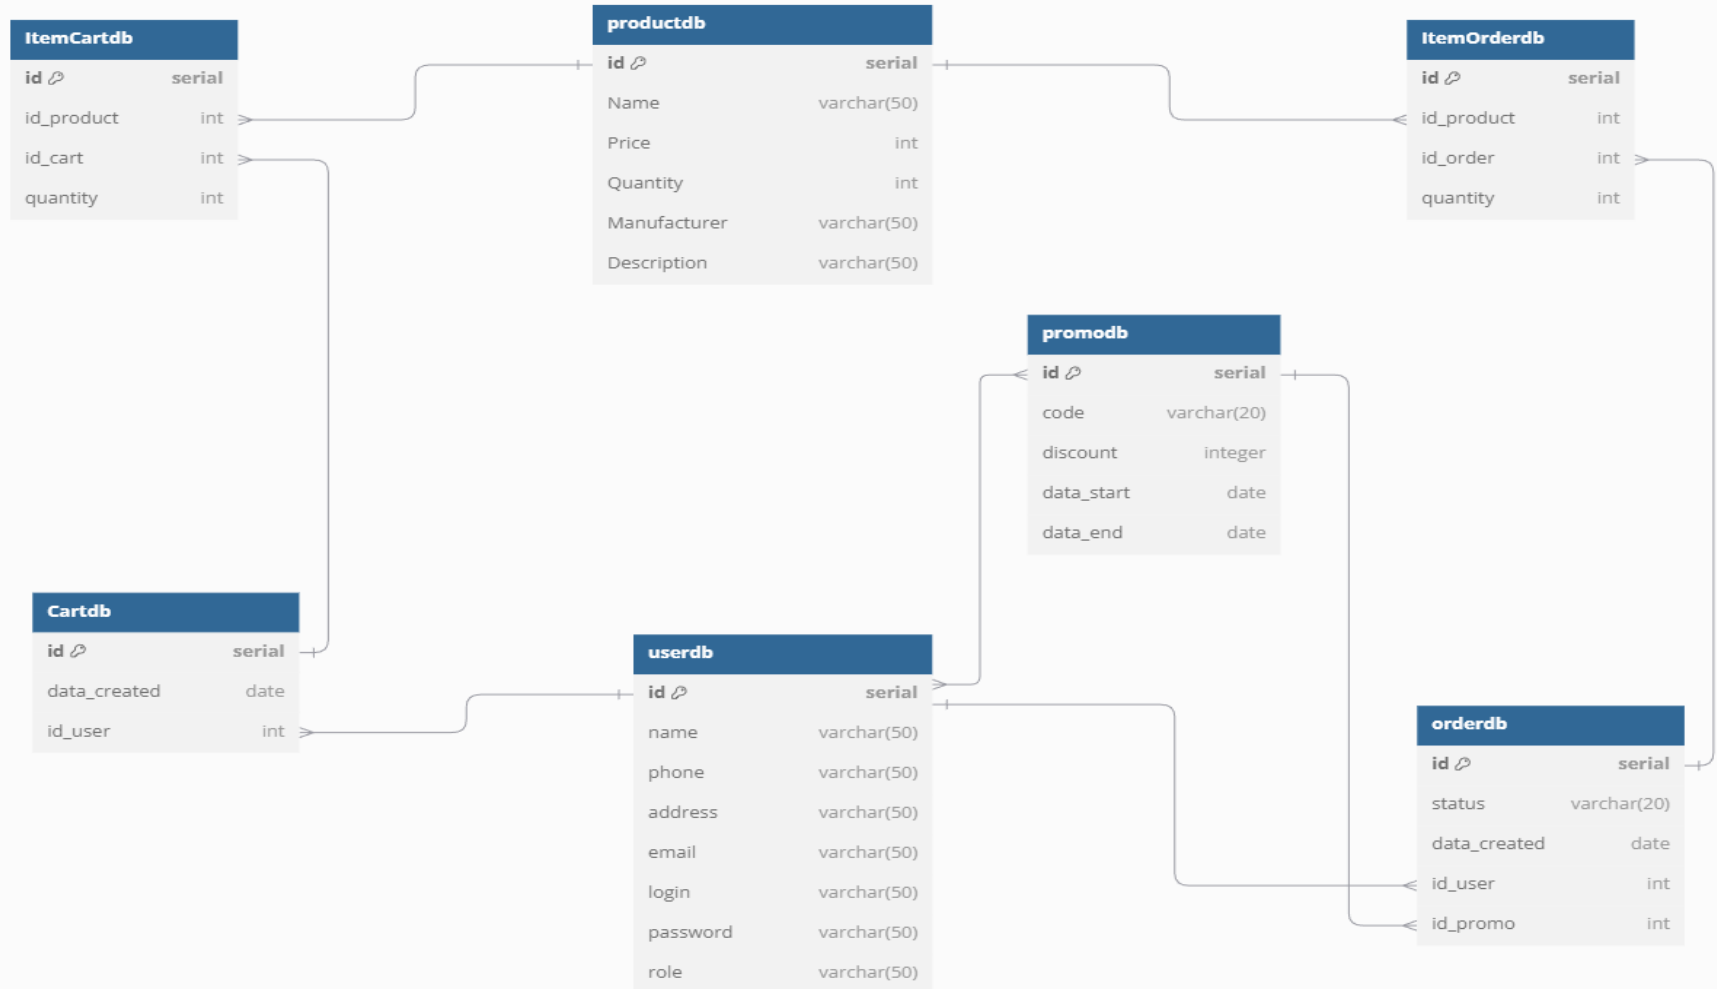 ItemCartdb
id serial
id_product int
id_cart int
quantity int
productdb
id serial
Name varchar(50)
Price int
Quantity int
Manufacturer varchar(50)
Description varchar(50)
ItemOrderdb
id serial
id_product int
id_order int
quantity int
promodb
id serial
code varchar(20)
discount integer
data_start date
data_end date
Cartdb
id serial
data_created date
id_user int
userdb
id serial
name varchar(50)
phone varchar(50)
address varchar(50)
email varchar(50)
login varchar(50)
password varchar(50)
role varchar(50)
orderdb
id serial
status varchar(20)
data_created date
id_user int
id_promo int